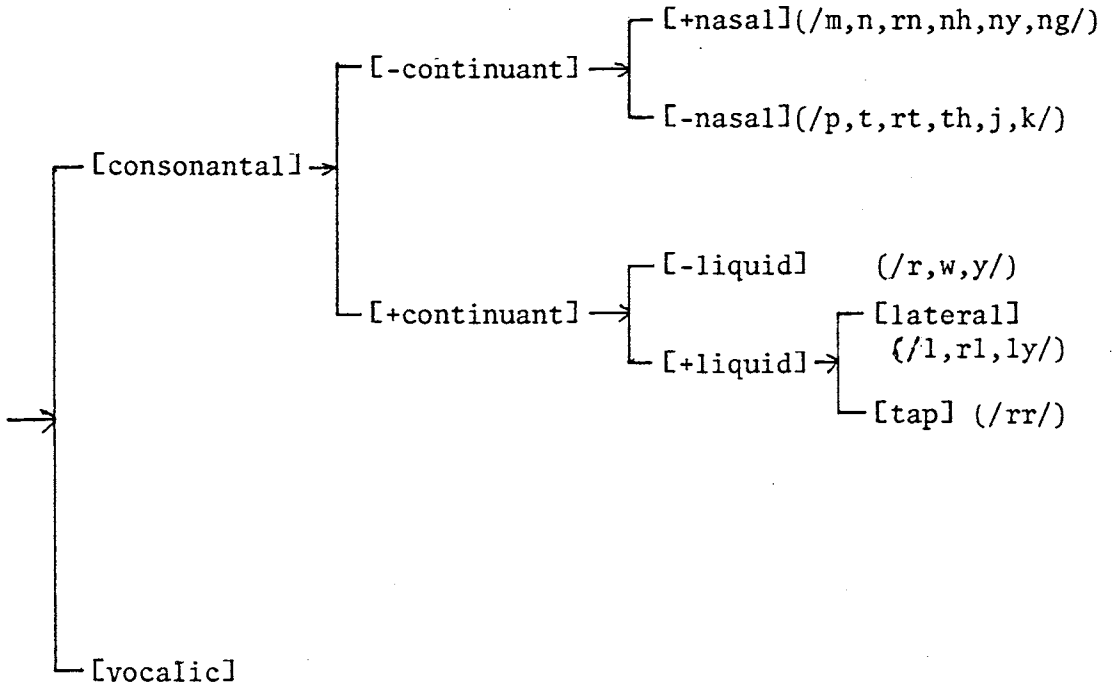 [+nasal](/m,n,rn,nh,ny,ng/)
[-continuant]
[-nasal](/p,t,rt,th,j,k/)
[consonantal]
[-liquid] (/r,w,y/)
[+continuant] [lateral]
(/l,rl,ly/)
[+liquid]
[tap] (/rr/)
[vocalic]